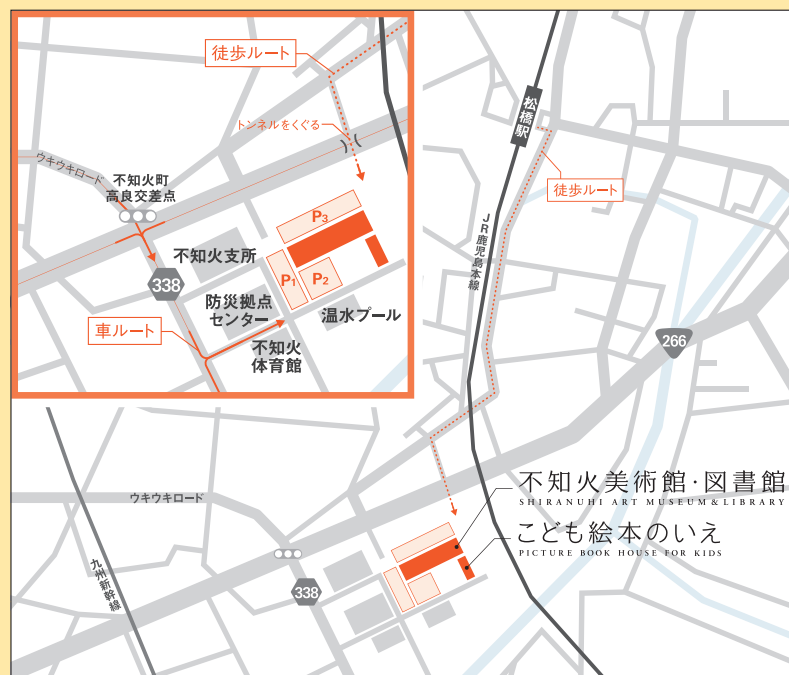 徒歩ルート
トンネルをくぐる
ウキウキロード
不知火町
高良交差点
P3
不知火支所
P1
P2
338
防災拠点
センター
温水プール
車ルート
不知火
体育館
松橋駅
徒歩ルート
JR鹿児島本線
266
不知火美術館・図書館
SHIRANUHI ART MUSEUM & LIBRARY
こども絵本のいえ
PICTURE BOOK HOUSE FOR KIDS
ウキウキロード
九州新幹線
338